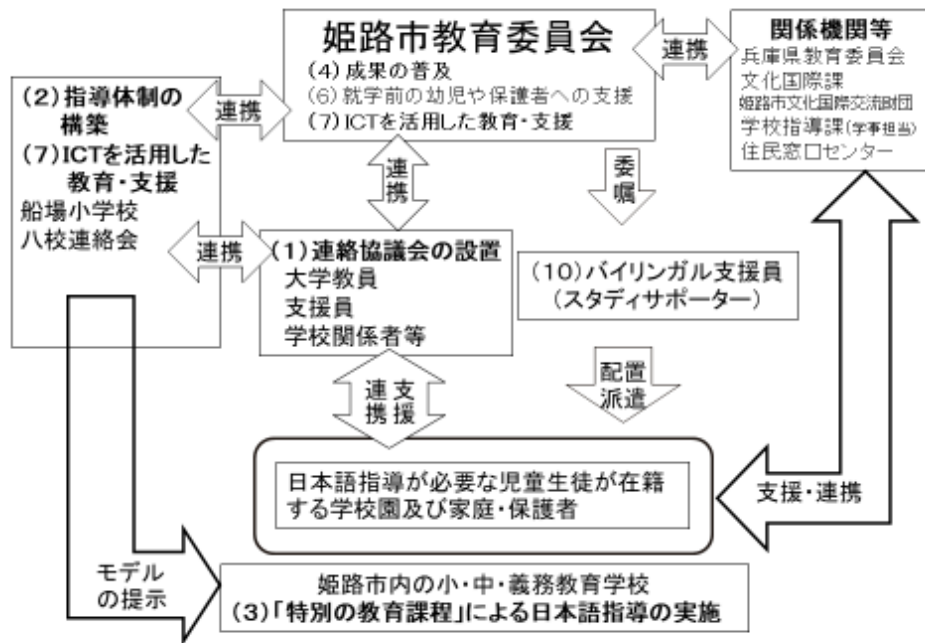 姫路市教育委員会
(4)成果の普及
(6)就学前の幼児や保護者への支援
(7)ICTを活用した教育・支援
連携
関係機関等
兵庫県教育委員会
文化国際課
姫路市文化国際交流財団
学校指導課(学事担当)
住民窓口センター
(2)指導体制の
構築
(7)ICTを活用した
教育・支援
船場小学校
八校連絡会
連携
連携
委嘱
連携
(1)連絡協議会の設置
大学教員
支援員
学校関係者等
(10)バイリンガル支援員
(スタディサポーター)
連携
支援
配置
派遣
日本語指導が必要な児童生徒が在籍
する学校園及び家庭・保護者
支援・連携
モデル
の提示
姫路市内の小・中・義務教育学校
(3)「特別の教育課程」による日本語指導の実施